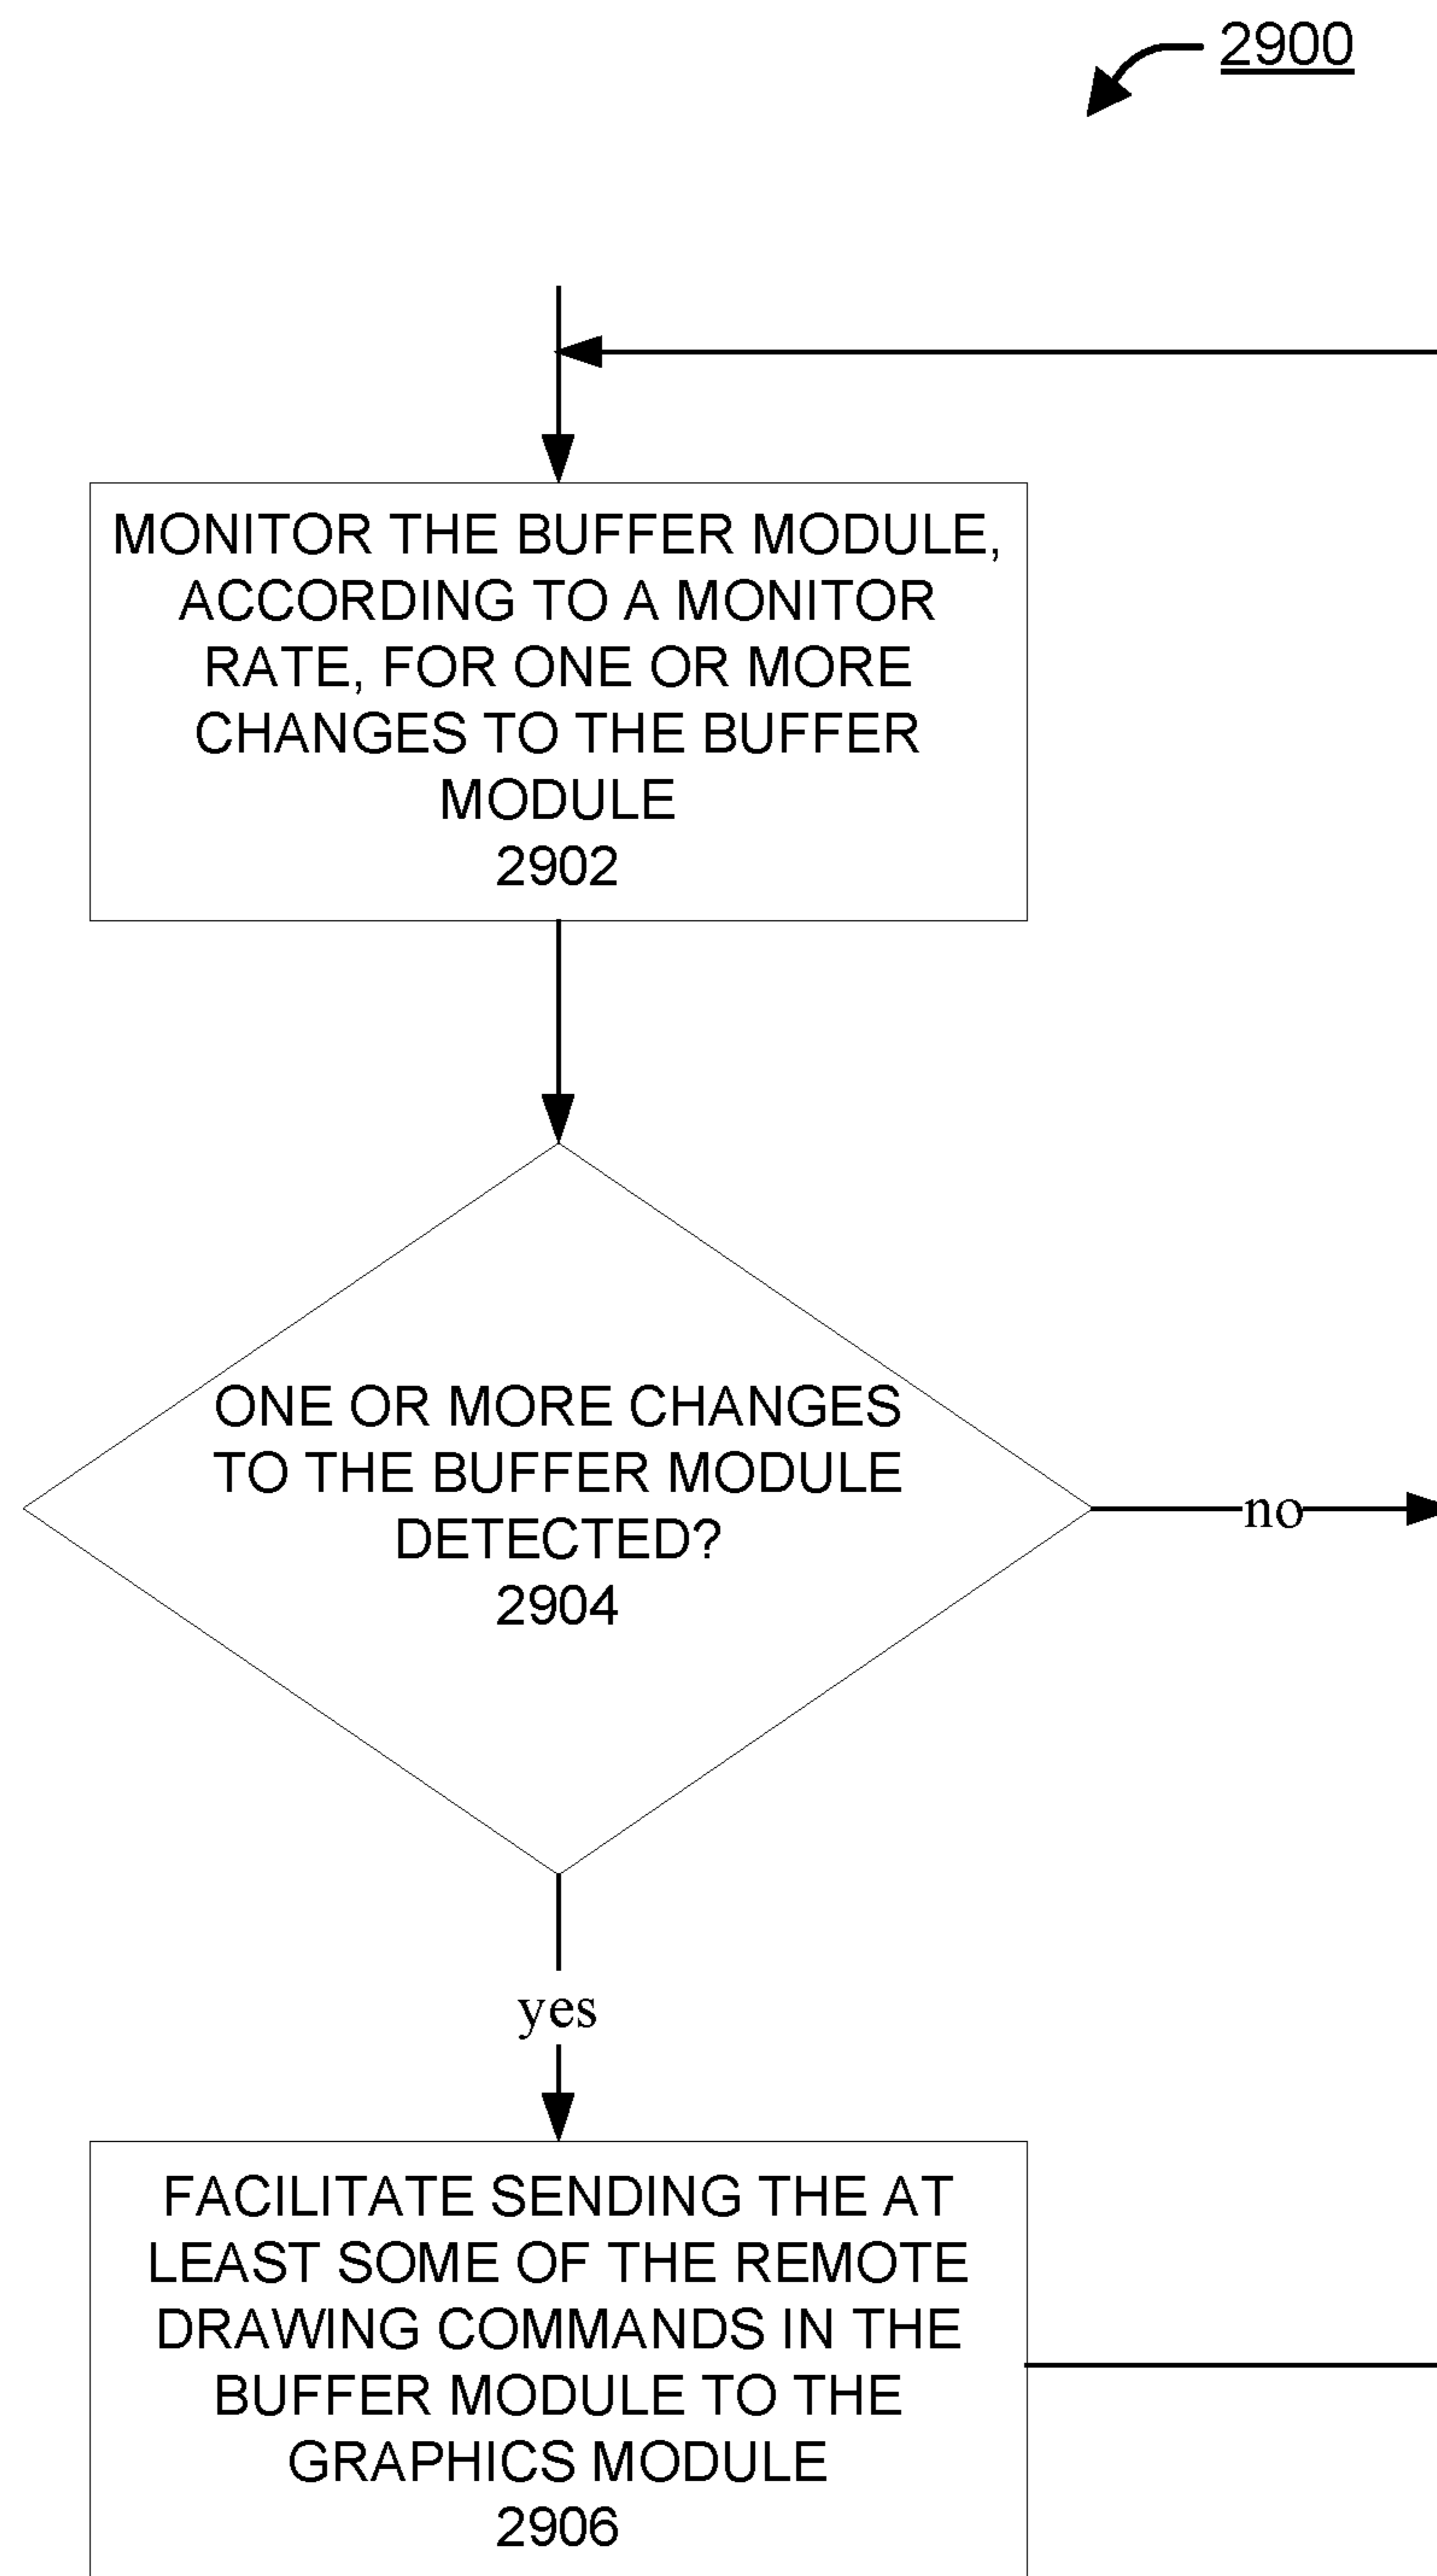 2900
MONITOR THE BUFFER MODULE,
ACCORDING TO A MONITOR
RATE, FOR ONE OR MORE
CHANGES TO THE BUFFER
MODULE
2902
ONE OR MORE CHANGES
TO THE BUFFER MODULE
DETECTED?
2904
no
yes
FACILITATE SENDING THE AT
LEAST SOME OF THE REMOTE
DRAWING COMMANDS IN THE
BUFFER MODULE TO THE
GRAPHICS MODULE
2906